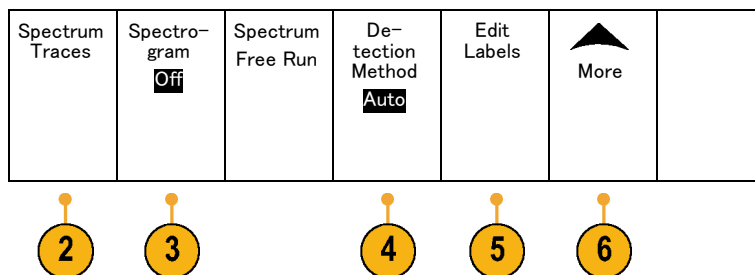 Spectrum
Traces
Spectro-
gram
Off
Spectrum
Free Run
De-
tection
Method
Auto
Edit
Labels
More
2
3
4
5
6